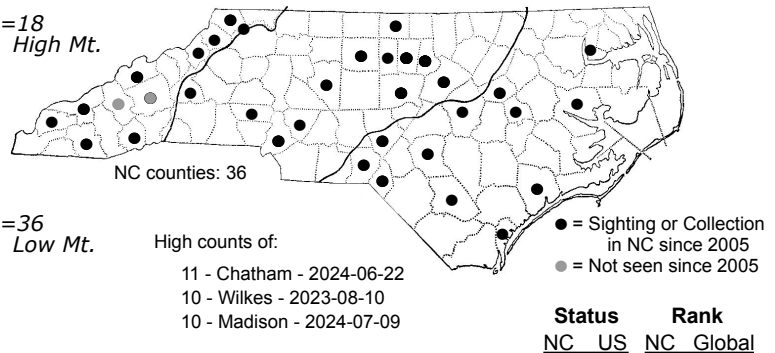 =18
High Mt.
NC counties: 36
=36
Low Mt.
High counts of:
11 - Chatham - 2024-06-22
10 - Wilkes - 2023-08-10
10 - Madison - 2024-07-09
= Sighting or Collection
in NC since 2005
= Not seen since 2005
Status Rank
NC US NC Global